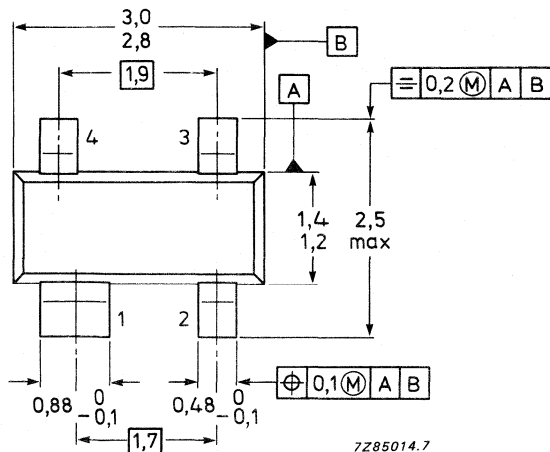 3,0
2,8
B
1,9
A
= 0,2 Ⓜ A B
4
3
1,4
1,2
2,5
max
1
2
⌖ 0,1 Ⓜ A B
0,88 0
-0,1
0,48 0
-0,1
1,7
7Z85014.7